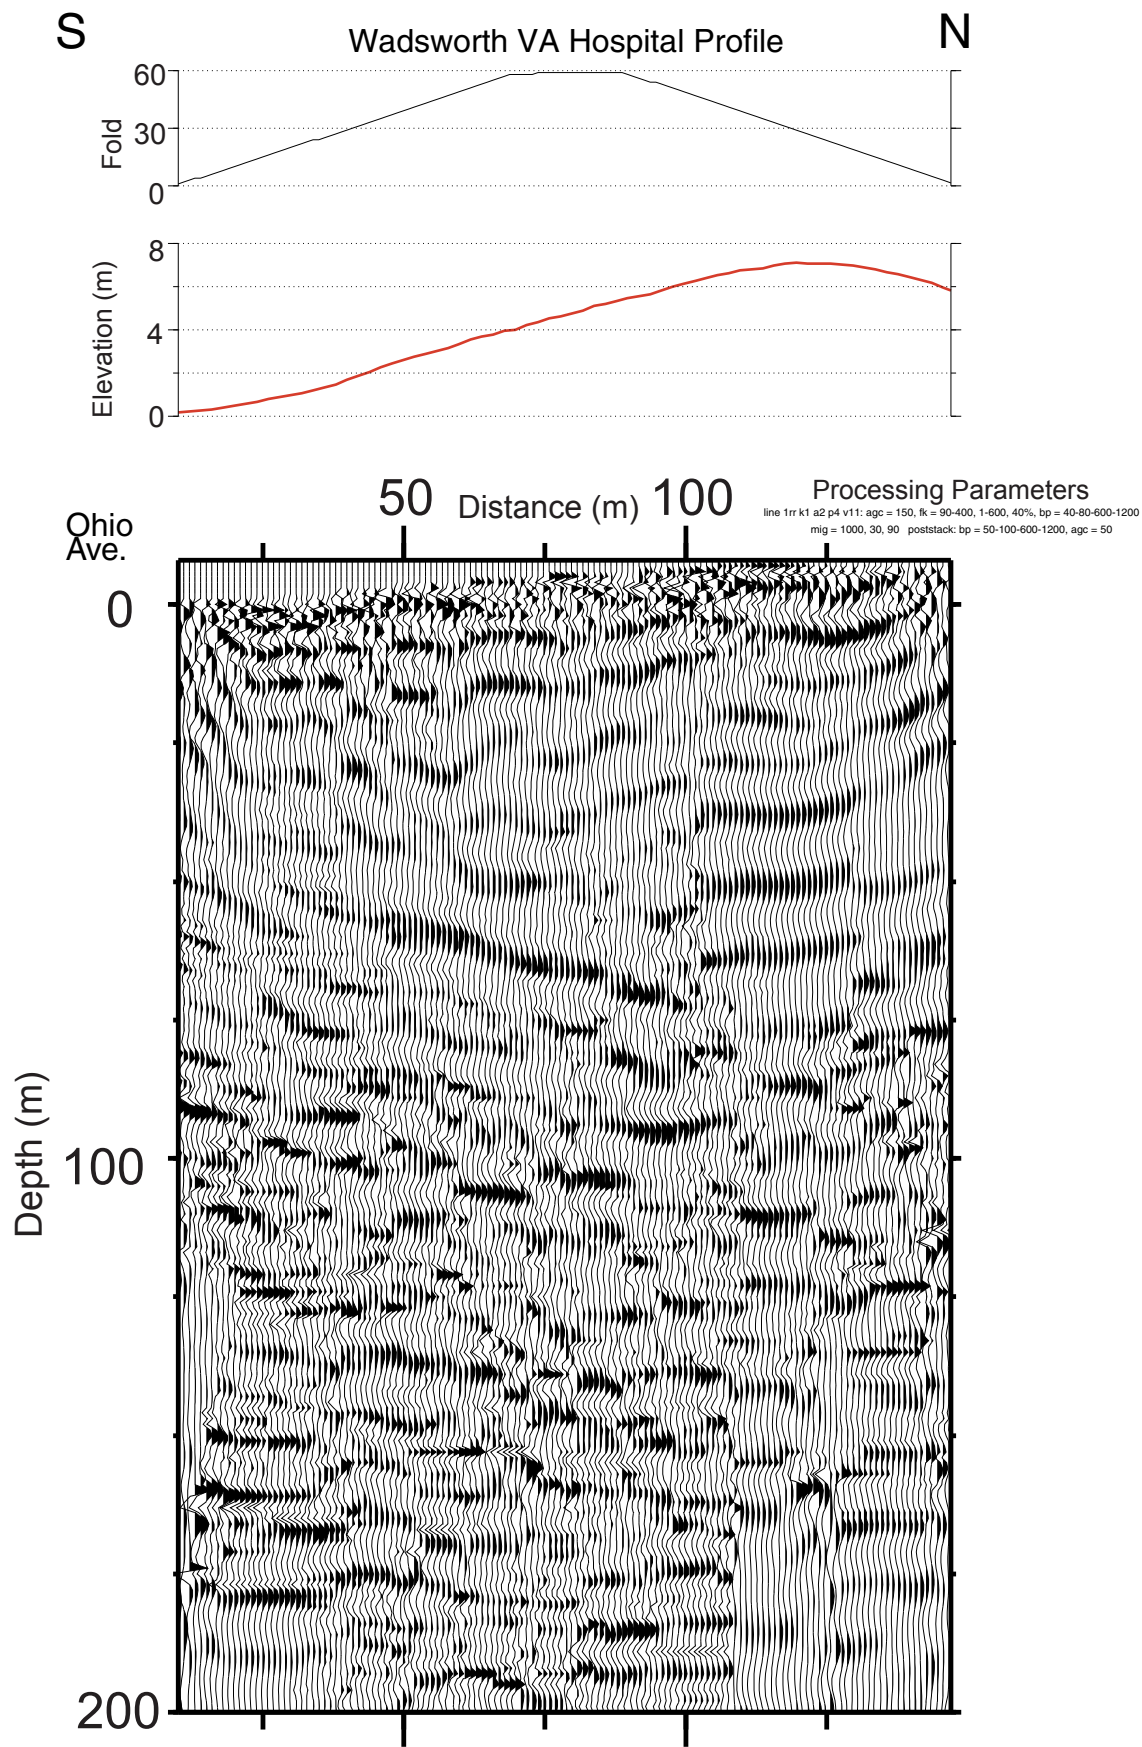 S
N
Wadsworth VA Hospital Profile
60
30
0
Fold
8
4
0
Elevation (m)
50 Distance (m) 100
Processing Parameters
line 1rr k1 a2 p4 v11: agc = 150, fk = 90-400, 1-600, 40%, bp = 40-80-600-1200
mig = 1000, 30, 90 poststack: bp = 50-100-600-1200, agc = 50
Ohio
Ave.
0
100
200
Depth (m)